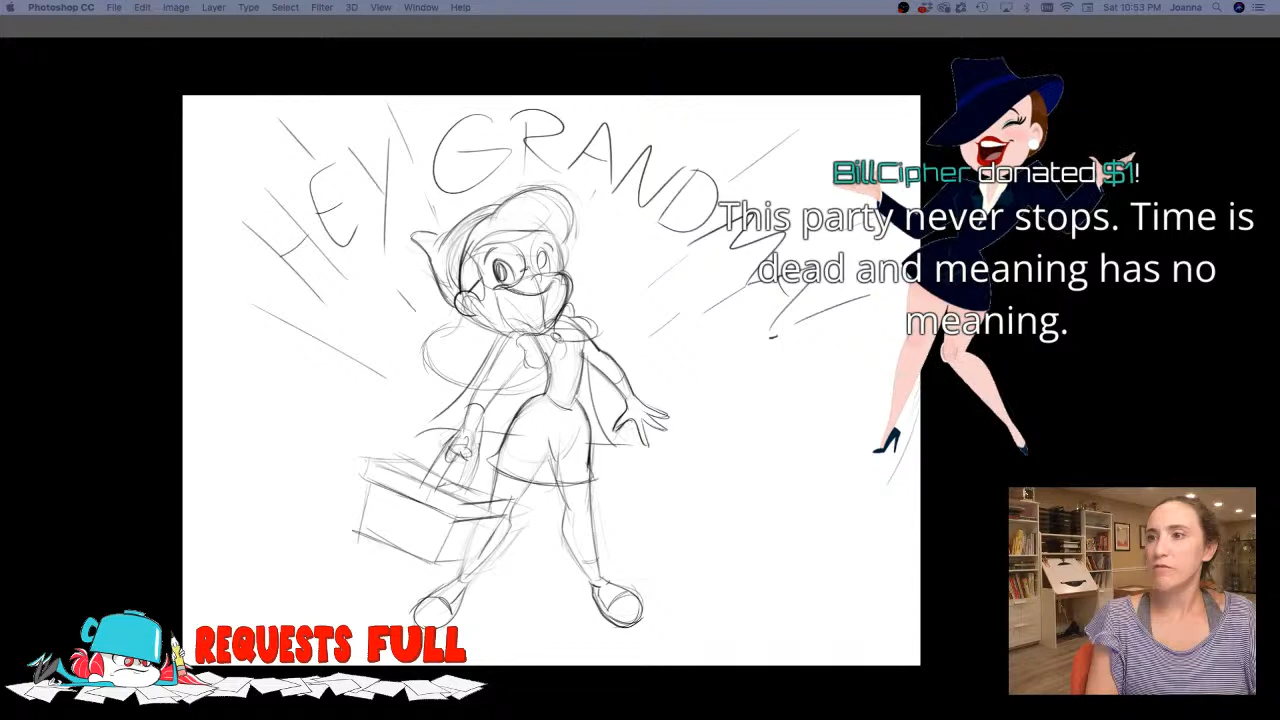 Photoshop CC File Edit Image Layer Type Select Filter 3D View Window Help Sat 10:53 PM Joanna
HEY GRANDMA!
BillCipher donated $1!
This party never stops. Time is
dead and meaning has no
meaning.
REQUESTS FULL